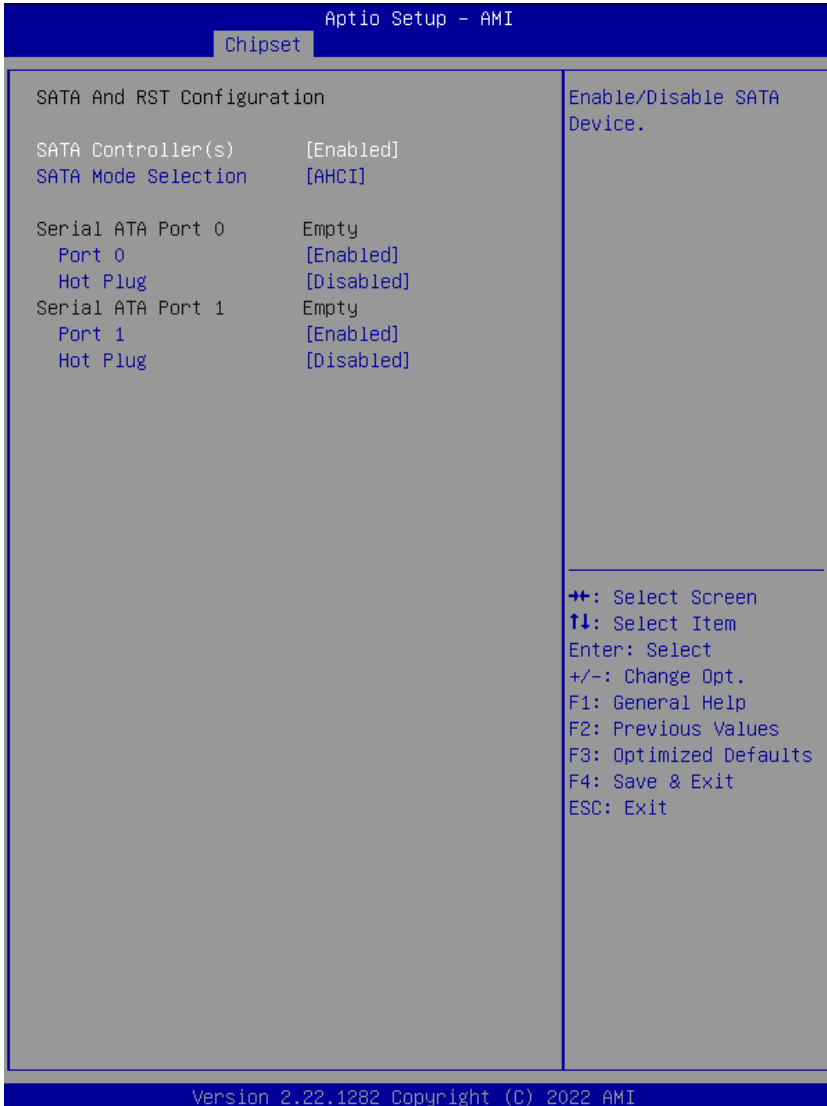 Aptio Setup – AMI
Chipset
SATA And RST Configuration
SATA Controller(s) [Enabled]
SATA Mode Selection [AHCI]
Serial ATA Port 0 Empty
Port 0 [Enabled]
Hot Plug [Disabled]
Serial ATA Port 1 Empty
Port 1 [Enabled]
Hot Plug [Disabled]
Enable/Disable SATA
Device.
→←: Select Screen
↑↓: Select Item
Enter: Select
+/-: Change Opt.
F1: General Help
F2: Previous Values
F3: Optimized Defaults
F4: Save & Exit
ESC: Exit
Version 2.22.1282 Copyright (C) 2022 AMI